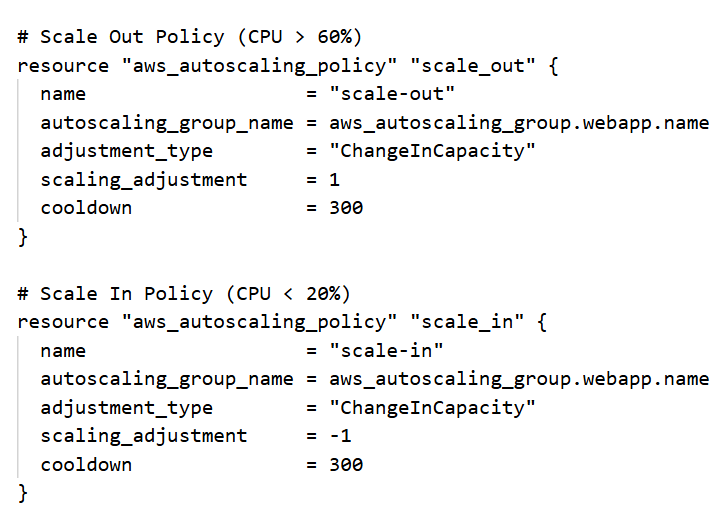 # Scale Out Policy (CPU > 60%)
resource "aws_autoscaling_policy" "scale_out" {
  name                   = "scale-out"
  autoscaling_group_name = aws_autoscaling_group.webapp.name
  adjustment_type        = "ChangeInCapacity"
  scaling_adjustment     = 1
  cooldown               = 300
}

# Scale In Policy (CPU < 20%)
resource "aws_autoscaling_policy" "scale_in" {
  name                   = "scale-in"
  autoscaling_group_name = aws_autoscaling_group.webapp.name
  adjustment_type        = "ChangeInCapacity"
  scaling_adjustment     = -1
  cooldown               = 300
}